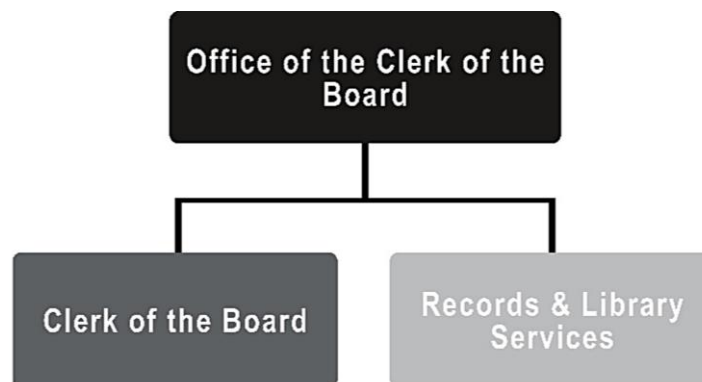 Office of the Clerk of the
Board
Clerk of the Board
Records & Library
Services